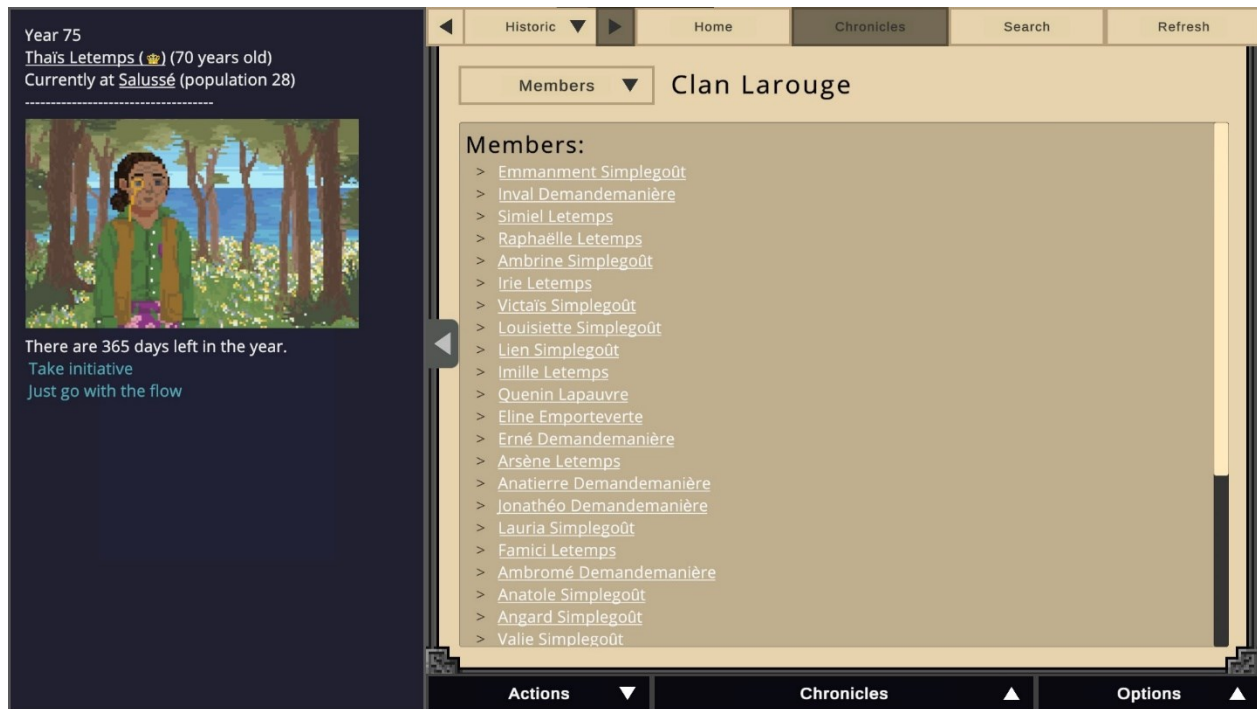 Year 75
Thaïs Letemps () (70 years old)
Currently at Salussé (population 28)
------------------------------------
There are 365 days left in the year.
Take initiative
Just go with the flow
Historic
Home
Chronicles
Search
Refresh
Members
Clan Larouge
Members:
> Emmanment Simplegoût
> Inval Demandemanière
> Simiel Letemps
> Raphaëlle Letemps
> Ambrine Simplegoût
> Irie Letemps
> Victaïs Simplegoût
> Louisiette Simplegoût
> Lien Simplegoût
> Imille Letemps
> Quenin Lapauvre
> Eline Emporteverte
> Erné Demandemanière
> Arsène Letemps
> Anatierre Demandemanière
> Jonathéo Demandemanière
> Lauria Simplegoût
> Famici Letemps
> Ambromé Demandemanière
> Anatole Simplegoût
> Angard Simplegoût
> Valie Simplegoût
Actions
Chronicles
Options